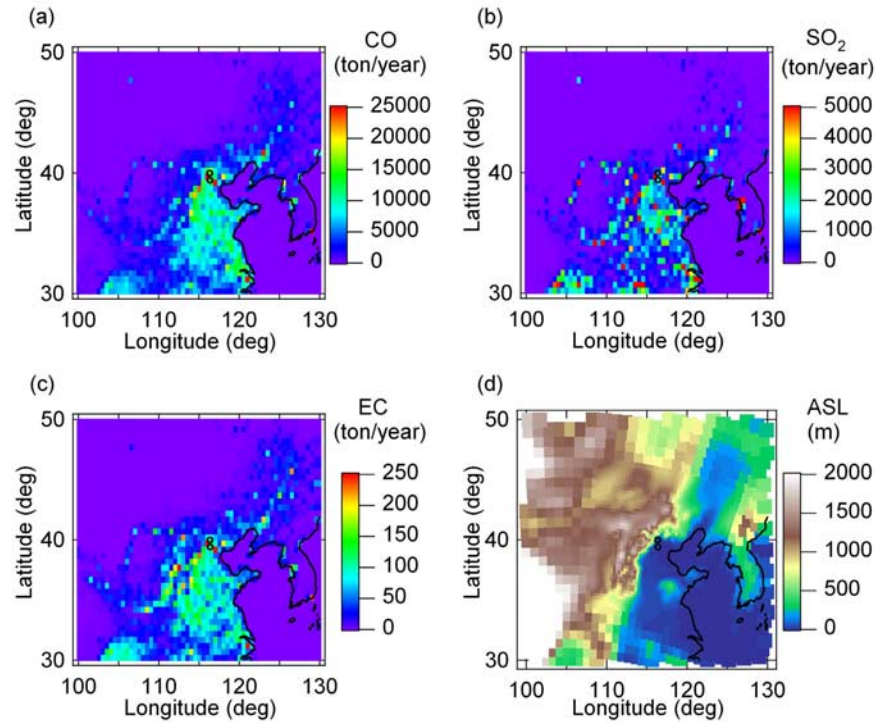 (a)
CO
(ton/year)
50
40
30
Latitude (deg)
25000
20000
15000
10000
5000
0
100 110 120 130
Longitude (deg)
(b)
SO₂
(ton/year)
50
40
30
Latitude (deg)
5000
4000
3000
2000
1000
0
100 110 120 130
Longitude (deg)
(c)
EC
(ton/year)
50
40
30
Latitude (deg)
250
200
150
100
50
0
100 110 120 130
Longitude (deg)
(d)
ASL
(m)
50
40
30
Latitude (deg)
2000
1500
1000
500
0
100 110 120 130
Longitude (deg)